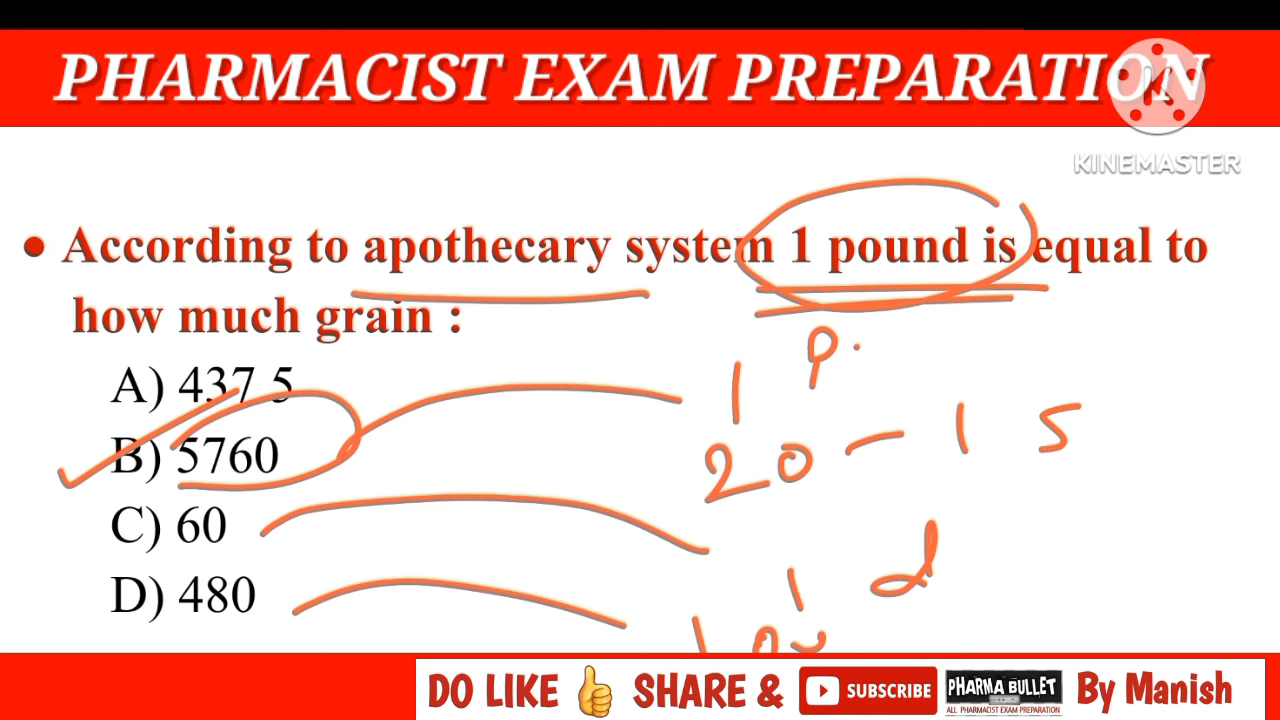 PHARMACIST EXAM PREPARATION
KINEMASTER
• According to apothecary system 1 pound is equal to
how much grain :
A) 437 5
B) 5760
C) 60
D) 480
1 P.
20 - 1 S
1 d
DO LIKE 👍 SHARE & SUBSCRIBE PHARMA BULLET By Manish
ALL PHARMACIST EXAM PREPARATION